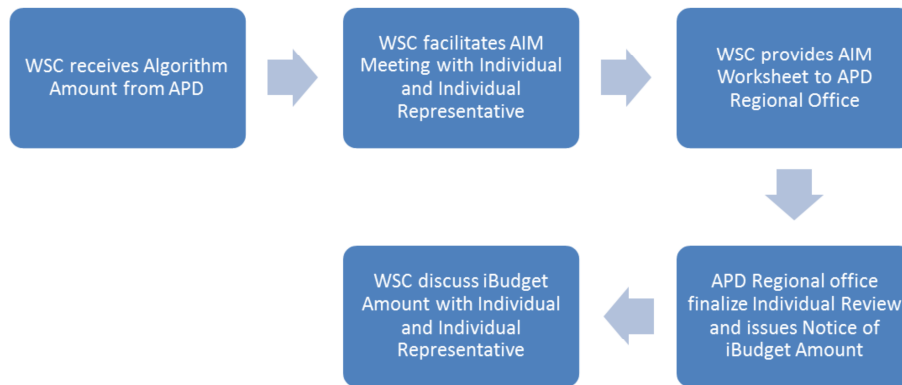 WSC receives Algorithm
Amount from APD
WSC facilitates AIM
Meeting with Individual
and Individual
Representative
WSC provides AIM
Worksheet to APD
Regional Office
APD Regional office
finalize Individual Review
and issues Notice of
iBudget Amount
WSC discuss iBudget
Amount with Individual
and Individual
Representative